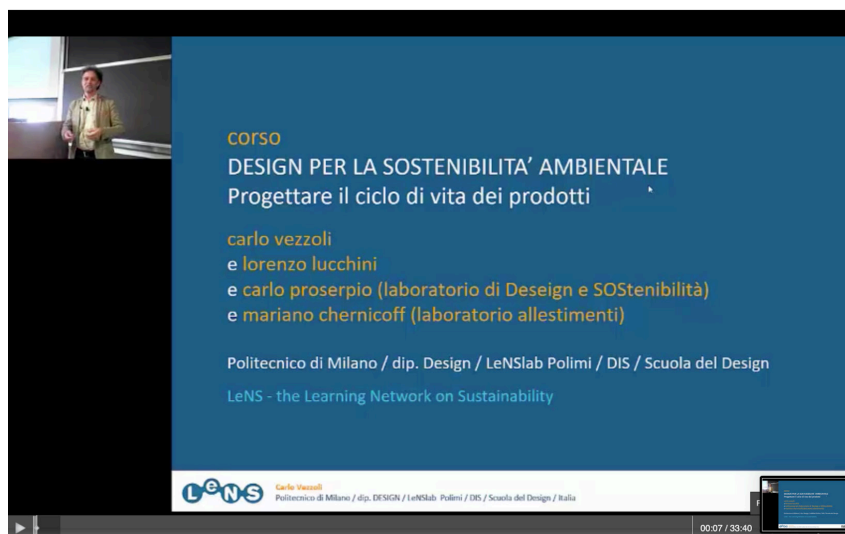 corso
DESIGN PER LA SOSTENIBILITA' AMBIENTALE
Progettare il ciclo di vita dei prodotti
carlo vezzoli
e lorenzo lucchini
e carlo proserpio (laboratorio di Deseign e SOStenibilità)
e mariano chernicoff (laboratorio allestimenti)
Politecnico di Milano / dip. Design / LeNSlab Polimi / DIS / Scuola del Design
LeNS - the Learning Network on Sustainability
LeNS
Carlo Vezzoli
Politecnico di Milano / dip. DESIGN / LeNSlab Polimi / DIS / Scuola del Design / Italia
00:07 / 33:40